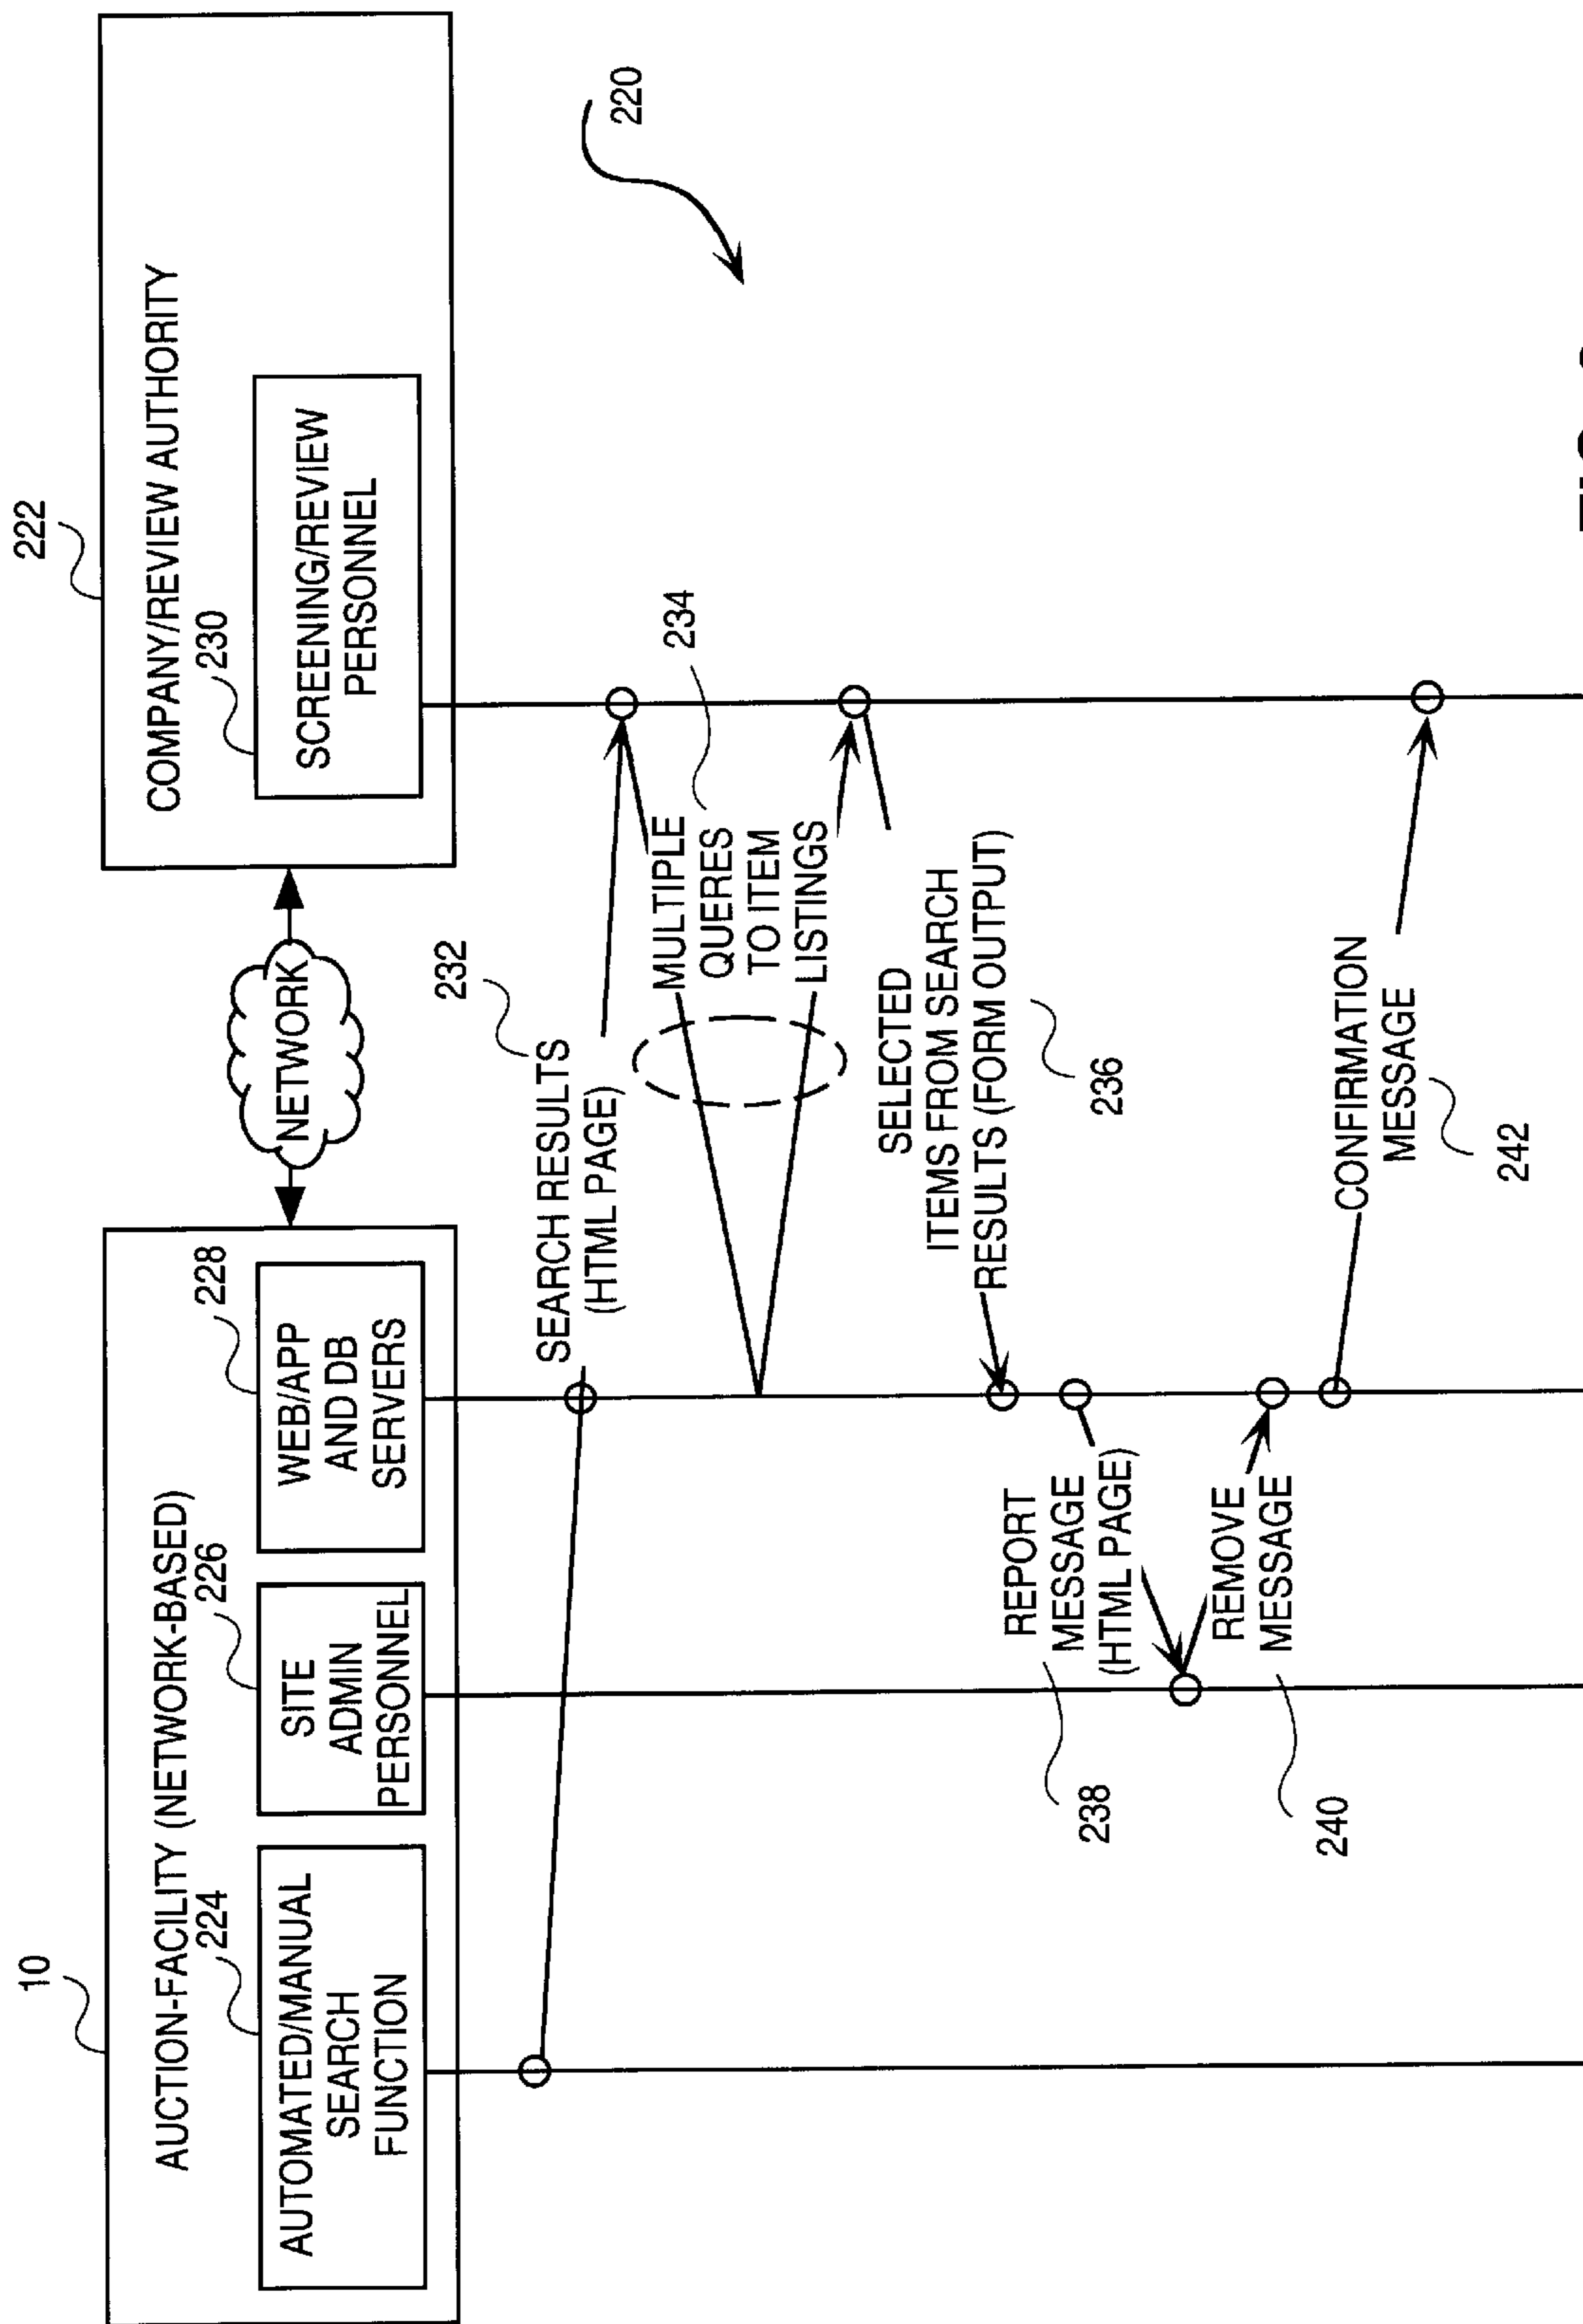 10
AUCTION-FACILITY (NETWORK-BASED)
224
AUTOMATED/MANUAL
SEARCH
FUNCTION
226
SITE
ADMIN
PERSONNEL
228
WEB/APP
AND DB
SERVERS
NETWORK
222
COMPANY/REVIEW AUTHORITY
230
SCREENING/REVIEW
PERSONNEL
220
232
SEARCH RESULTS
(HTML PAGE)
234
MULTIPLE
QUERES
TO ITEM
LISTINGS
SELECTED
ITEMS FROM SEARCH
RESULTS (FORM OUTPUT)
236
REPORT
MESSAGE
(HTML PAGE)
238
REMOVE
MESSAGE
240
CONFIRMATION
MESSAGE
242